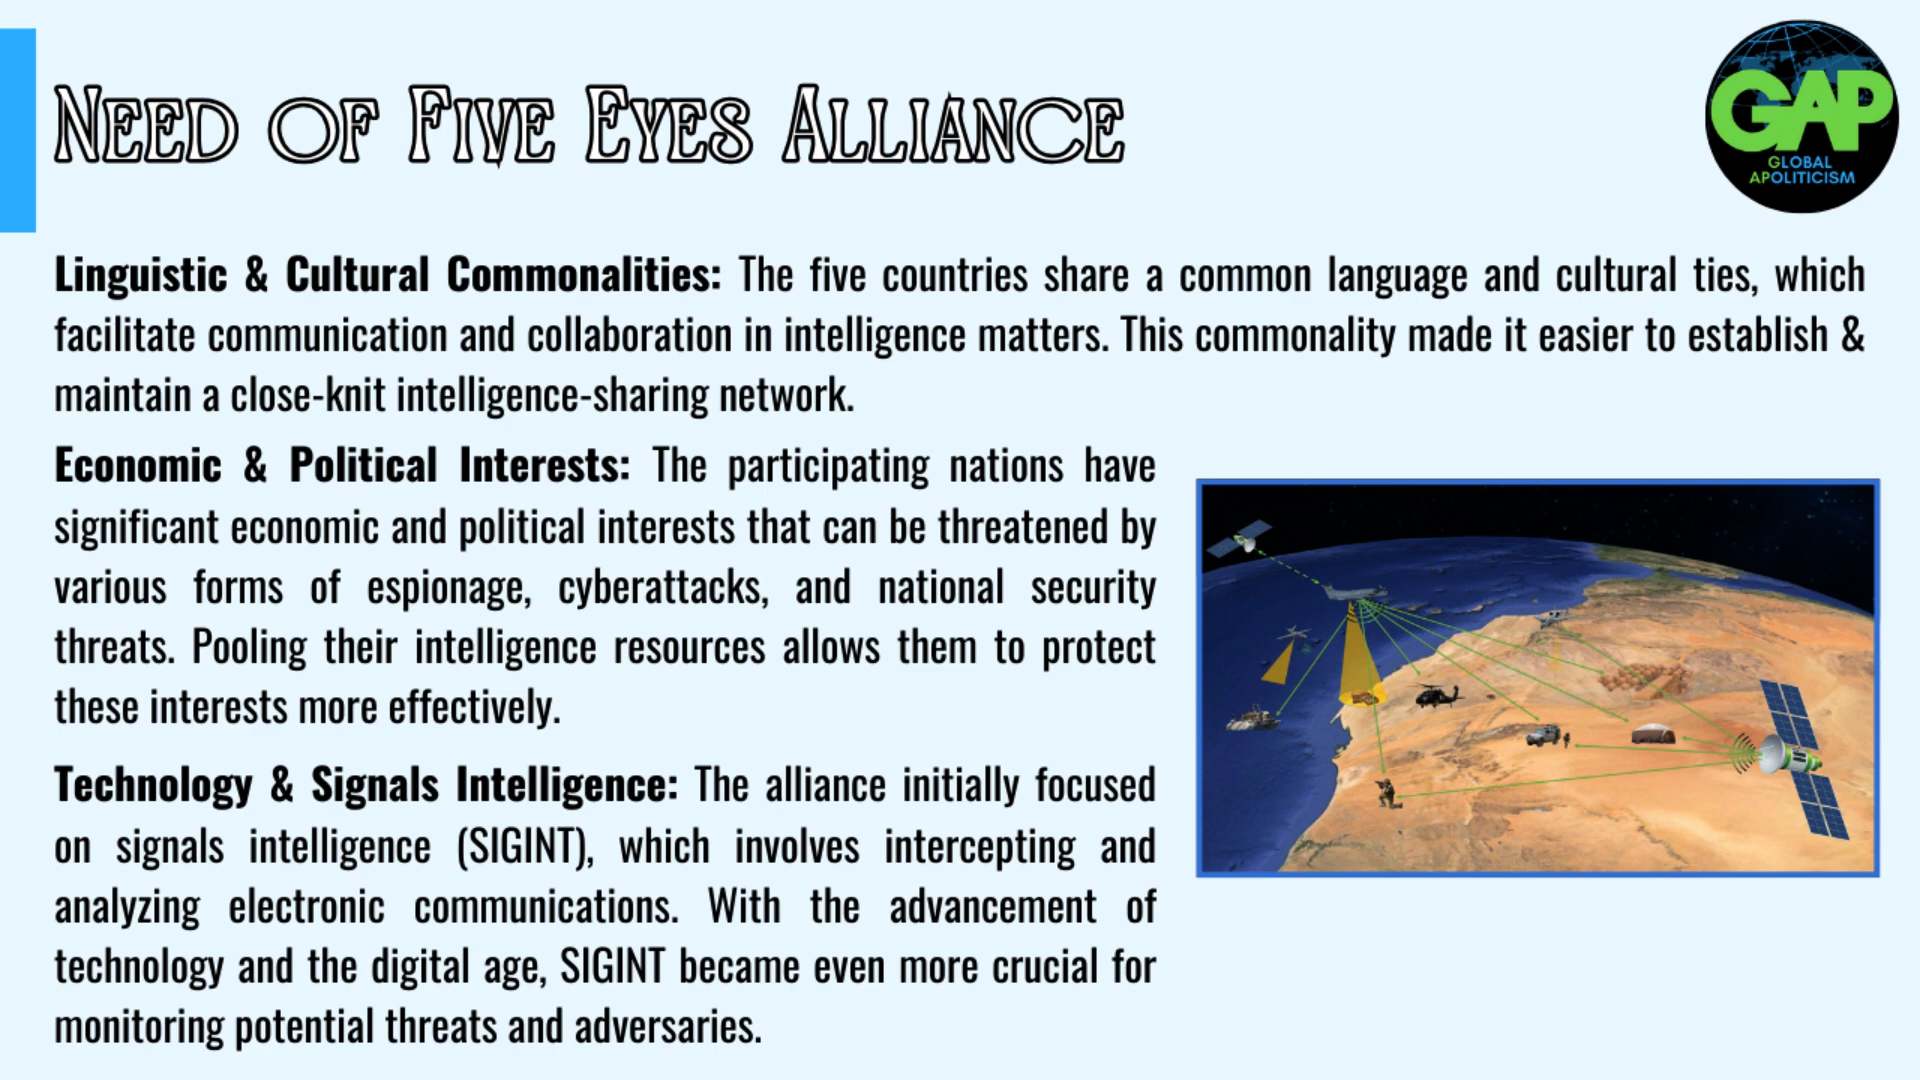 NEED OF FIVE EYES ALLIANCE
GAP
GLOBAL
APOLITICISM
Linguistic & Cultural Commonalities: The five countries share a common language and cultural ties, which
facilitate communication and collaboration in intelligence matters. This commonality made it easier to establish &
maintain a close-knit intelligence-sharing network.
Economic & Political Interests: The participating nations have
significant economic and political interests that can be threatened by
various forms of espionage, cyberattacks, and national security
threats. Pooling their intelligence resources allows them to protect
these interests more effectively.
Technology & Signals Intelligence: The alliance initially focused
on signals intelligence (SIGINT), which involves intercepting and
analyzing electronic communications. With the advancement of
technology and the digital age, SIGINT became even more crucial for
monitoring potential threats and adversaries.